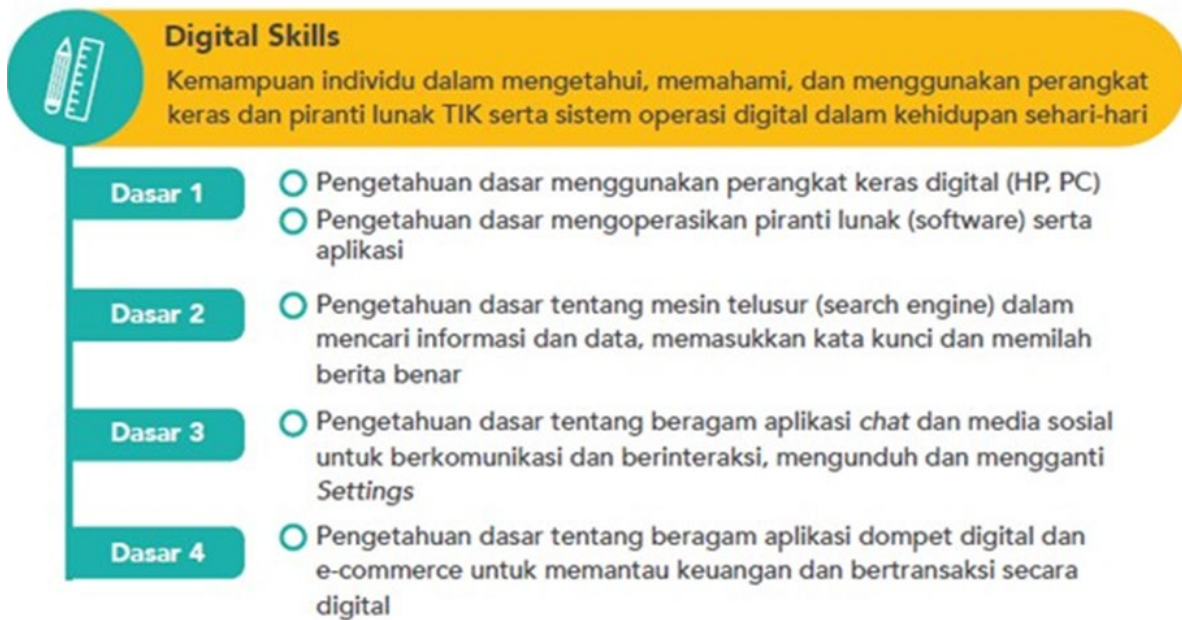 Digital Skills
Kemampuan individu dalam mengetahui, memahami, dan menggunakan perangkat
keras dan piranti lunak TIK serta sistem operasi digital dalam kehidupan sehari-hari
Dasar 1
Pengetahuan dasar menggunakan perangkat keras digital (HP, PC)
Pengetahuan dasar mengoperasikan piranti lunak (software) serta
aplikasi
Dasar 2
Pengetahuan dasar tentang mesin telusur (search engine) dalam
mencari informasi dan data, memasukkan kata kunci dan memilah
berita benar
Dasar 3
Pengetahuan dasar tentang beragam aplikasi chat dan media sosial
untuk berkomunikasi dan berinteraksi, mengunduh dan mengganti
Settings
Dasar 4
Pengetahuan dasar tentang beragam aplikasi dompet digital dan
e-commerce untuk memantau keuangan dan bertransaksi secara
digital